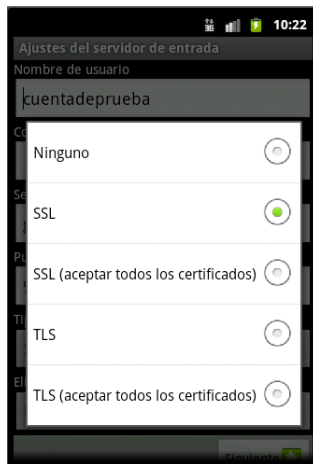 3G 10:22
Ajustes del servidor de entrada
Nombre de usuario
cuentadeprueba
Ninguno
SSL
SSL (aceptar todos los certificados)
TLS
TLS (aceptar todos los certificados)
Siguiente